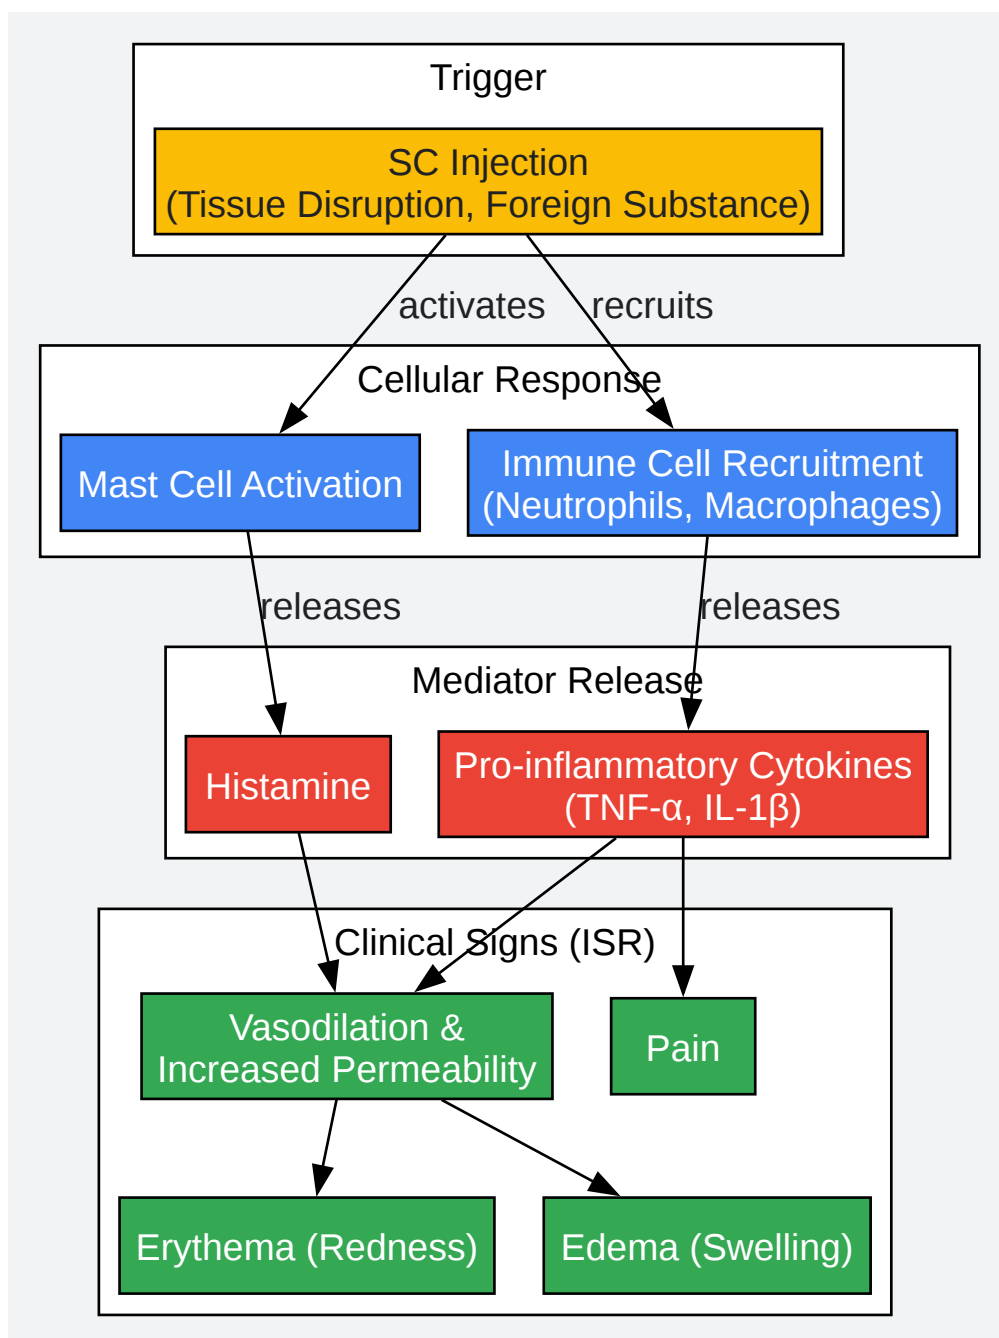 Trigger
SC Injection
(Tissue Disruption, Foreign Substance)
activates
recruits
Cellular Response
Mast Cell Activation
Immune Cell Recruitment
(Neutrophils, Macrophages)
releases
releases
Mediator Release
Histamine
Pro-inflammatory Cytokines
(TNF-α, IL-1β)
Clinical Signs (ISR)
Vasodilation &
Increased Permeability
Pain
Erythema (Redness)
Edema (Swelling)